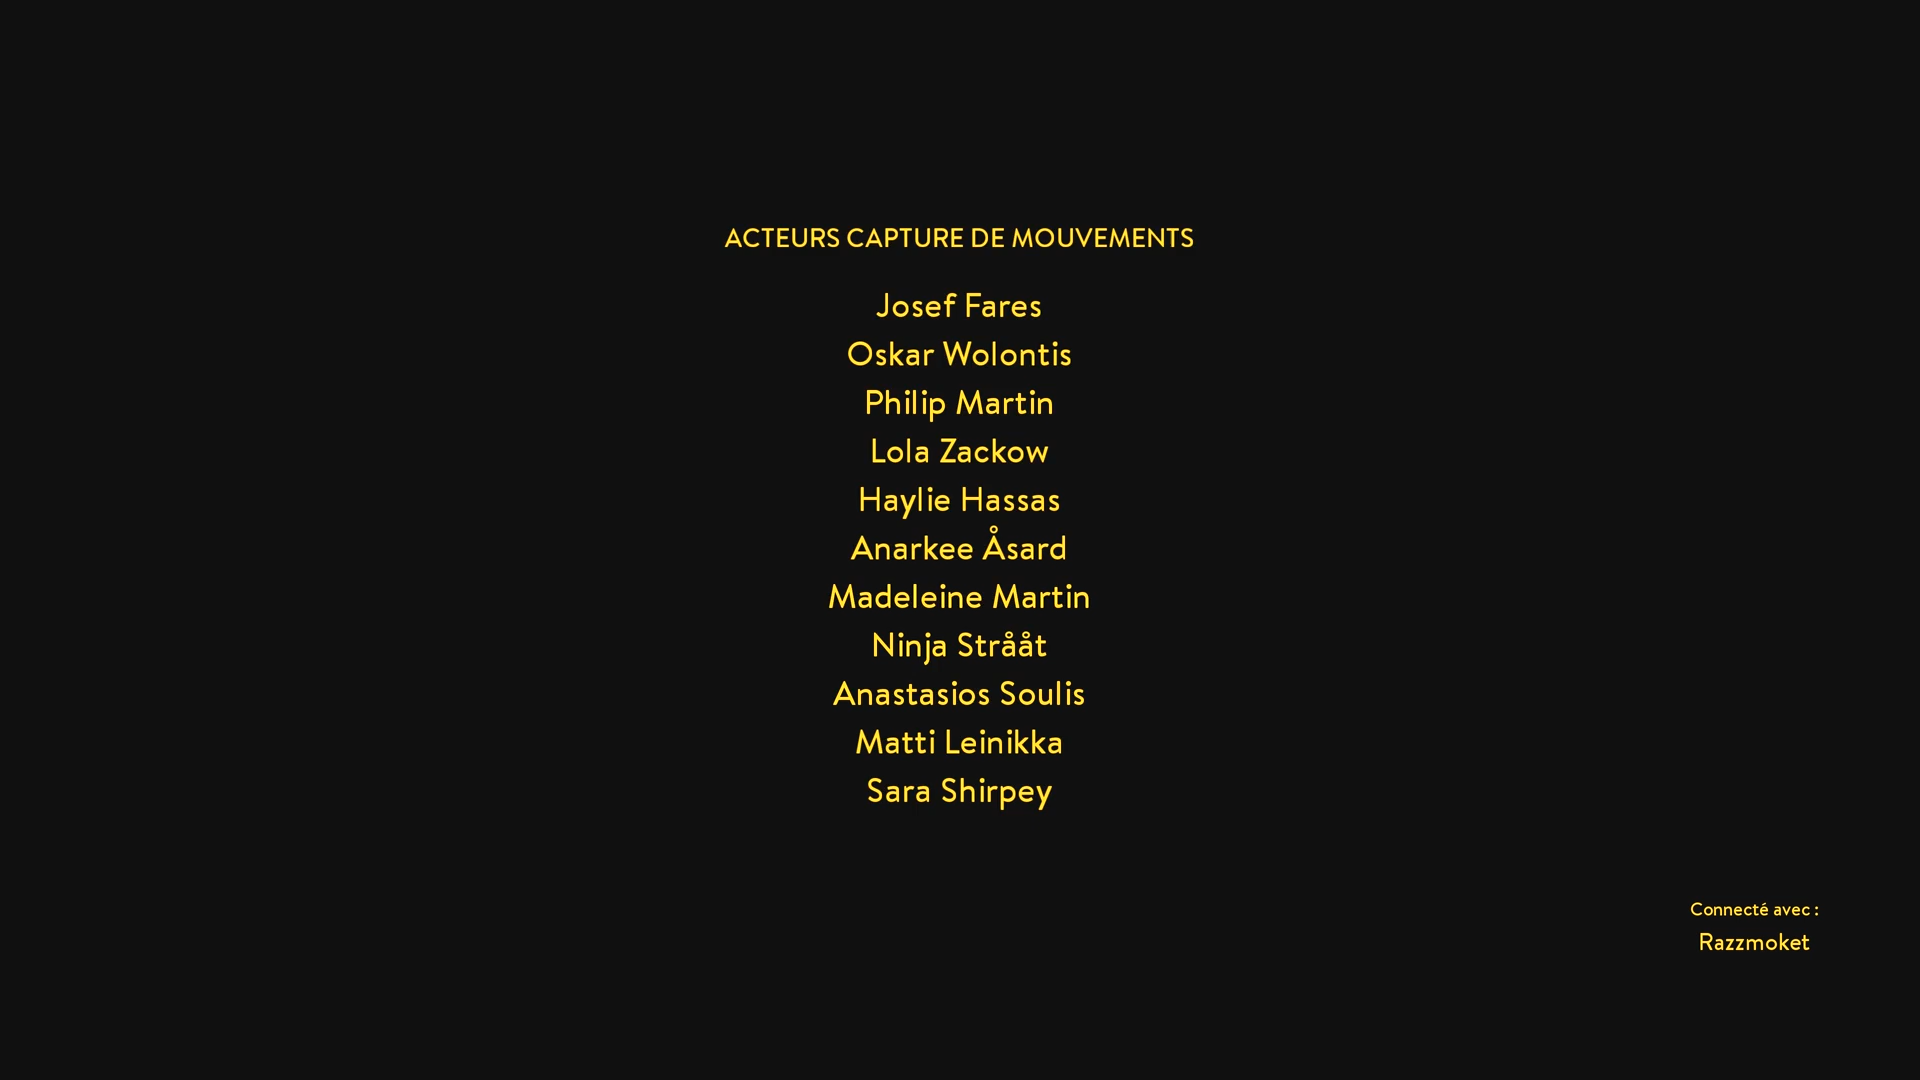 ACTEURS CAPTURE DE MOUVEMENTS
Josef Fares
Oskar Wolontis
Philip Martin
Lola Zackow
Haylie Hassas
Anarkee Åsard
Madeleine Martin
Ninja Strååt
Anastasios Soulis
Matti Leinikka
Sara Shirpey
Connecté avec :
Razzmoket